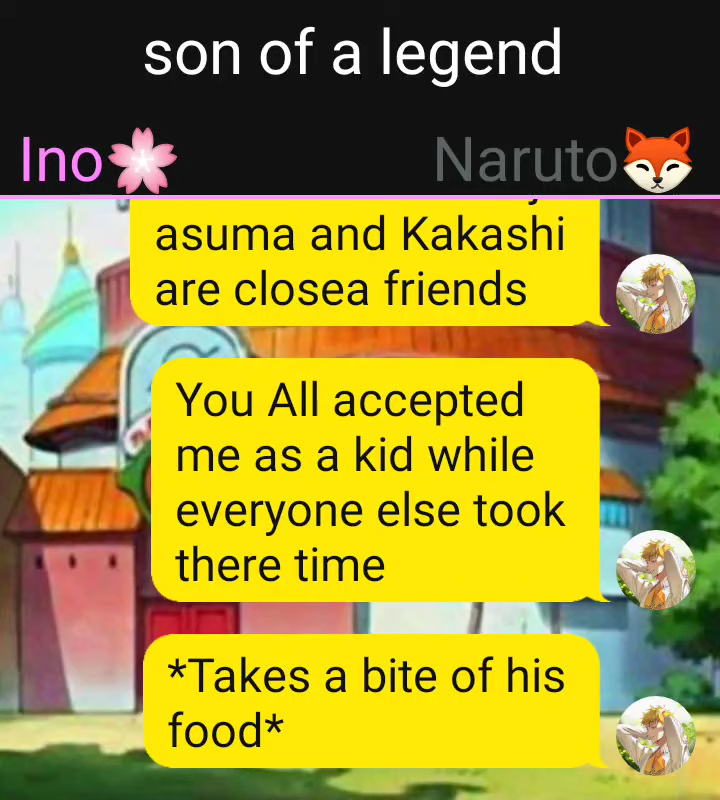 son of a legend
Ino🌸 Naruto🦊
asuma and Kakashi
are closea friends
You All accepted
me as a kid while
everyone else took
there time
*Takes a bite of his
food*